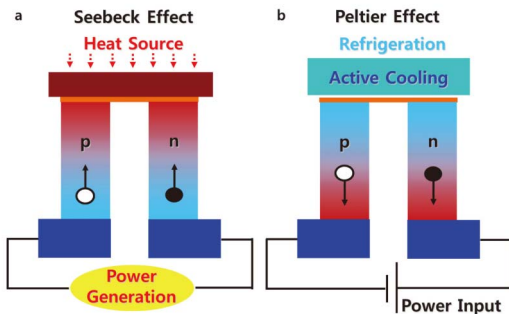 a
Seebeck Effect
Heat Source
p
n
Power
Generation
b
Peltier Effect
Refrigeration
Active Cooling
p
n
Power Input